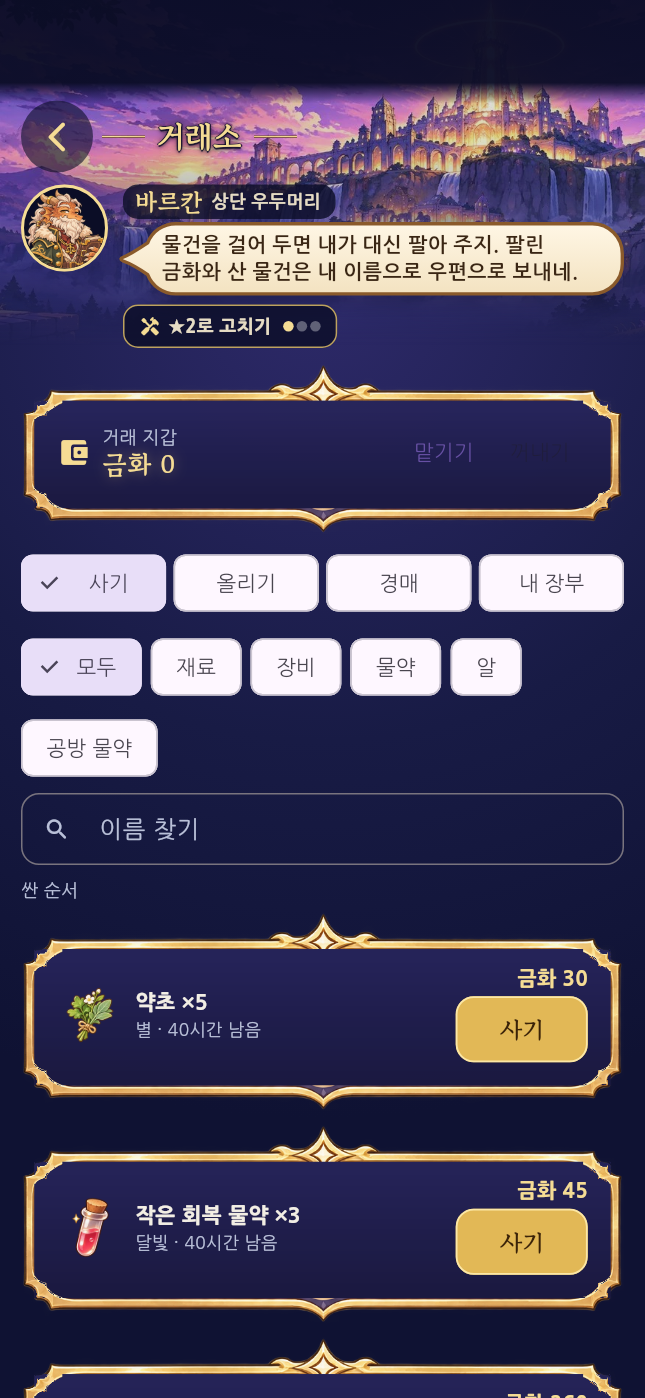 거래소
바르칸 상단 우두머리
물건을 걸어 두면 내가 대신 팔아 주지. 팔린
금화와 산 물건은 내 이름으로 우편으로 보내네.
★2로 고치기
거래 지갑
금화 0
맡기기
사기 올리기 경매 내 장부
모두 재료 장비 물약 알
공방 물약
이름 찾기
싼 순서
금화 30
약초 ×5
별 · 40시간 남음
사기
금화 45
작은 회복 물약 ×3
달빛 · 40시간 남음
사기